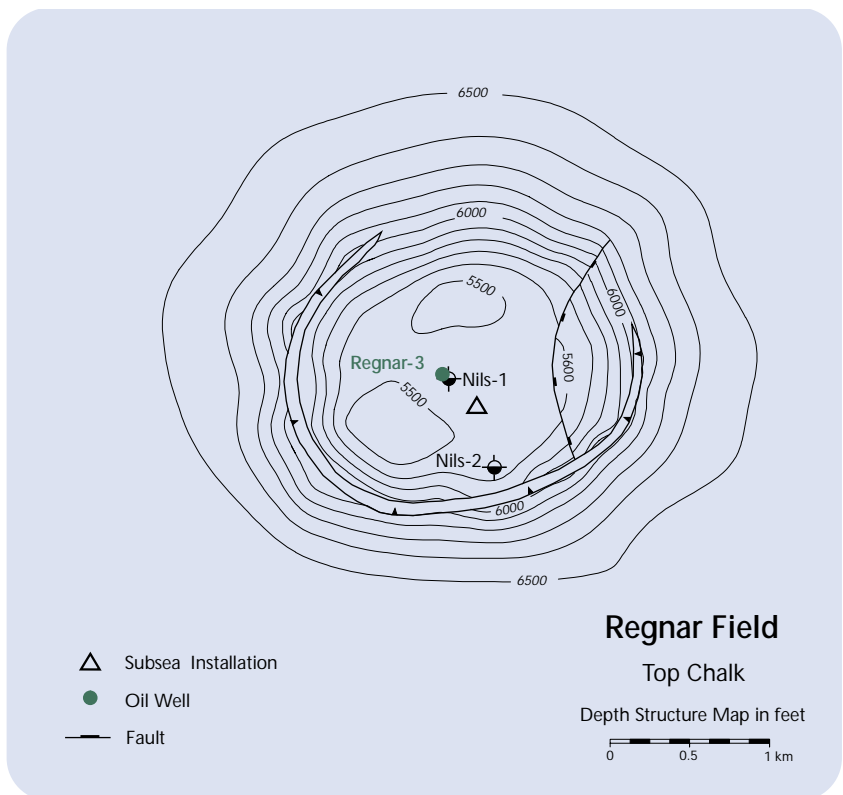 6500
6000
5500
6000
Regnar-3
Nils-1
5600
5500
Nils-2
6000
6500
Regnar Field
Top Chalk
Depth Structure Map in feet
0 0.5 1 km
Subsea Installation
Oil Well
Fault